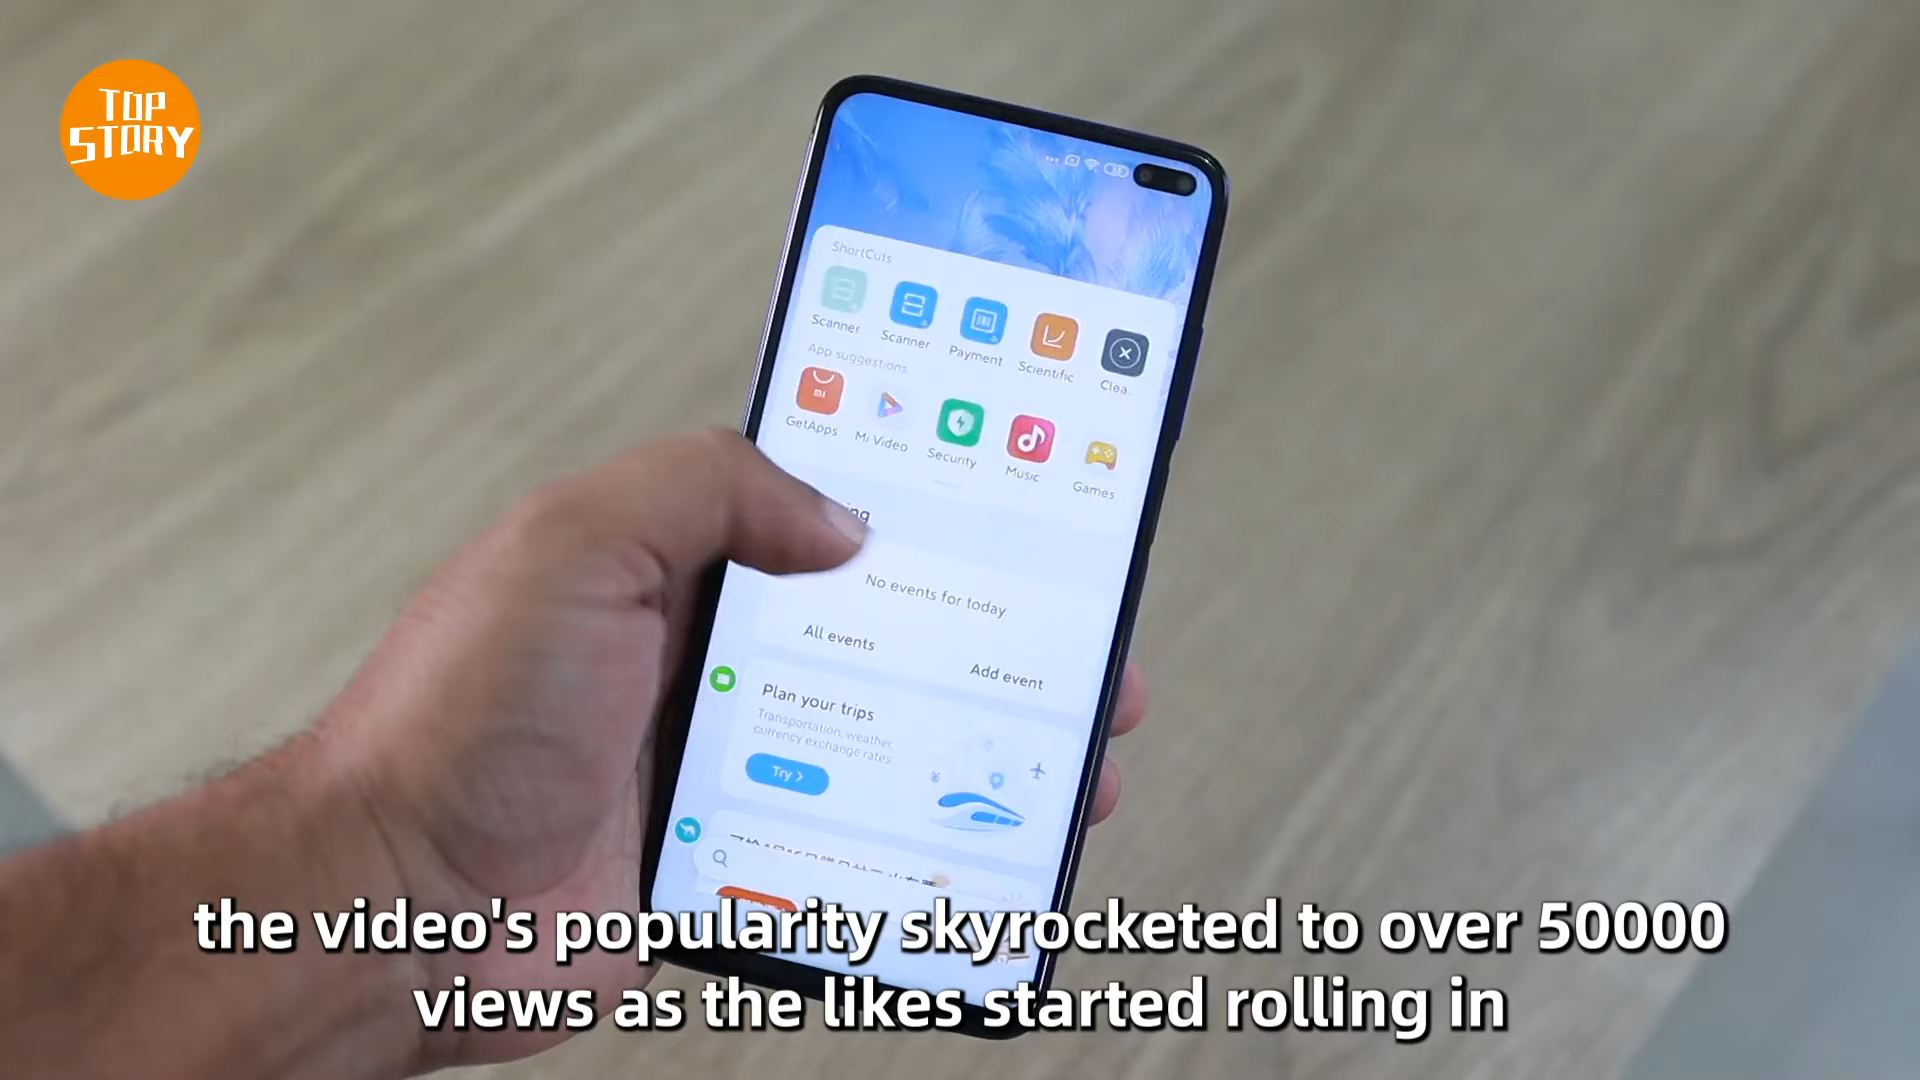 TOP
STORY
ShortCuts
Scanner
Scanner
Payment
Scientific
Clea
App suggestions
mi
GetApps
Mi Video
Security
Music
Games
No events for today
All events
Add event
Plan your trips
Transportation, weather,
currency exchange rates
Try >
the video's popularity skyrocketed to over 50000
views as the likes started rolling in